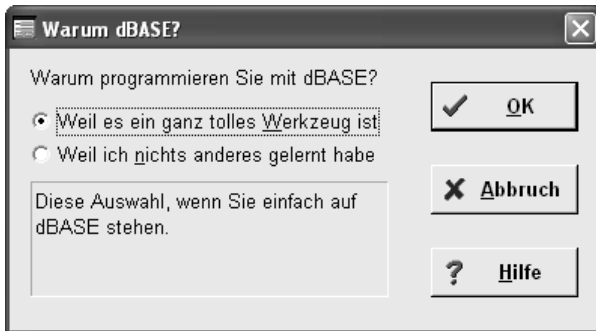 Warum dBASE?
Warum programmieren Sie mit dBASE?
Weil es ein ganz tolles Werkzeug ist
Weil ich nichts anderes gelernt habe
Diese Auswahl, wenn Sie einfach auf
dBASE stehen.
OK
Abbruch
Hilfe